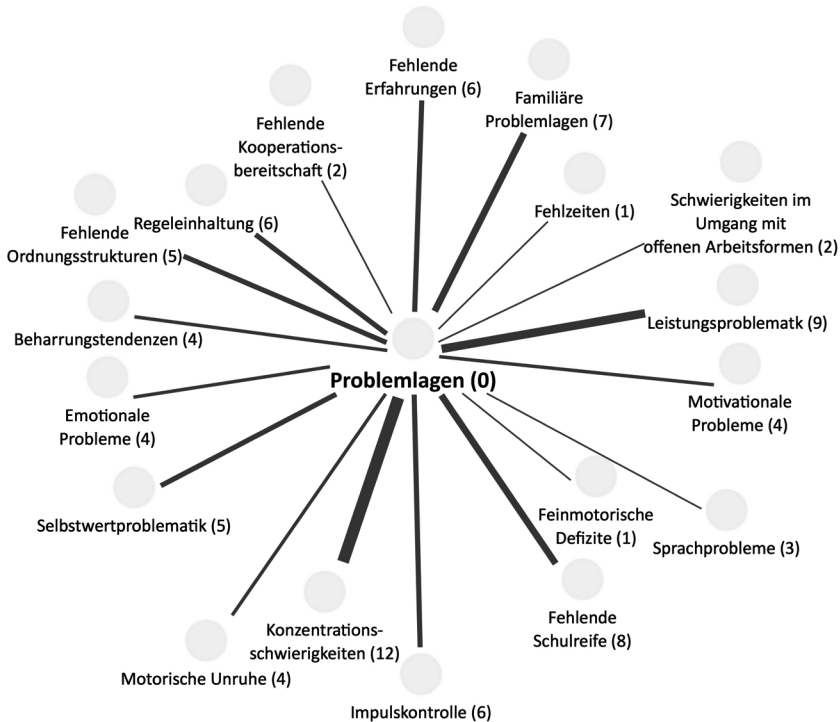 Fehlende
Erfahrungen (6)
Familiäre
Problemlagen (7)
Fehlende
Kooperations-
bereitschaft (2)
Fehlzeiten (1)
Schwierigkeiten im
Umgang mit
offenen Arbeitsformen (2)
Regeleinhaltung (6)
Fehlende
Ordnungsstrukturen (5)
Leistungsproblematk (9)
Beharrungstendenzen (4)
Problemlagen (0)
Motivationale
Probleme (4)
Emotionale
Probleme (4)
Selbstwertproblematik (5)
Feinmotorische
Defizite (1)
Sprachprobleme (3)
Fehlende
Schulreife (8)
Konzentrations-
schwierigkeiten (12)
Motorische Unruhe (4)
Impulskontrolle (6)